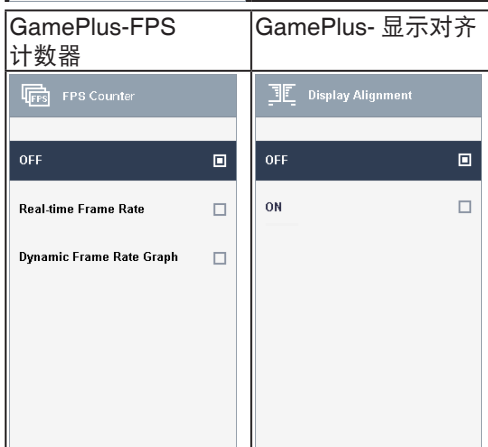 GamePlus-FPS
计数器
FPS Counter
OFF
Real-time Frame Rate
Dynamic Frame Rate Graph
GamePlus- 显示对齐
Display Alignment
OFF
ON